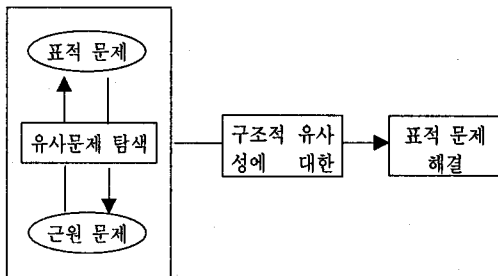 표적 문제
유사문제 탐색
근원 문제
구조적 유사
성에 대한
표적 문제
해결